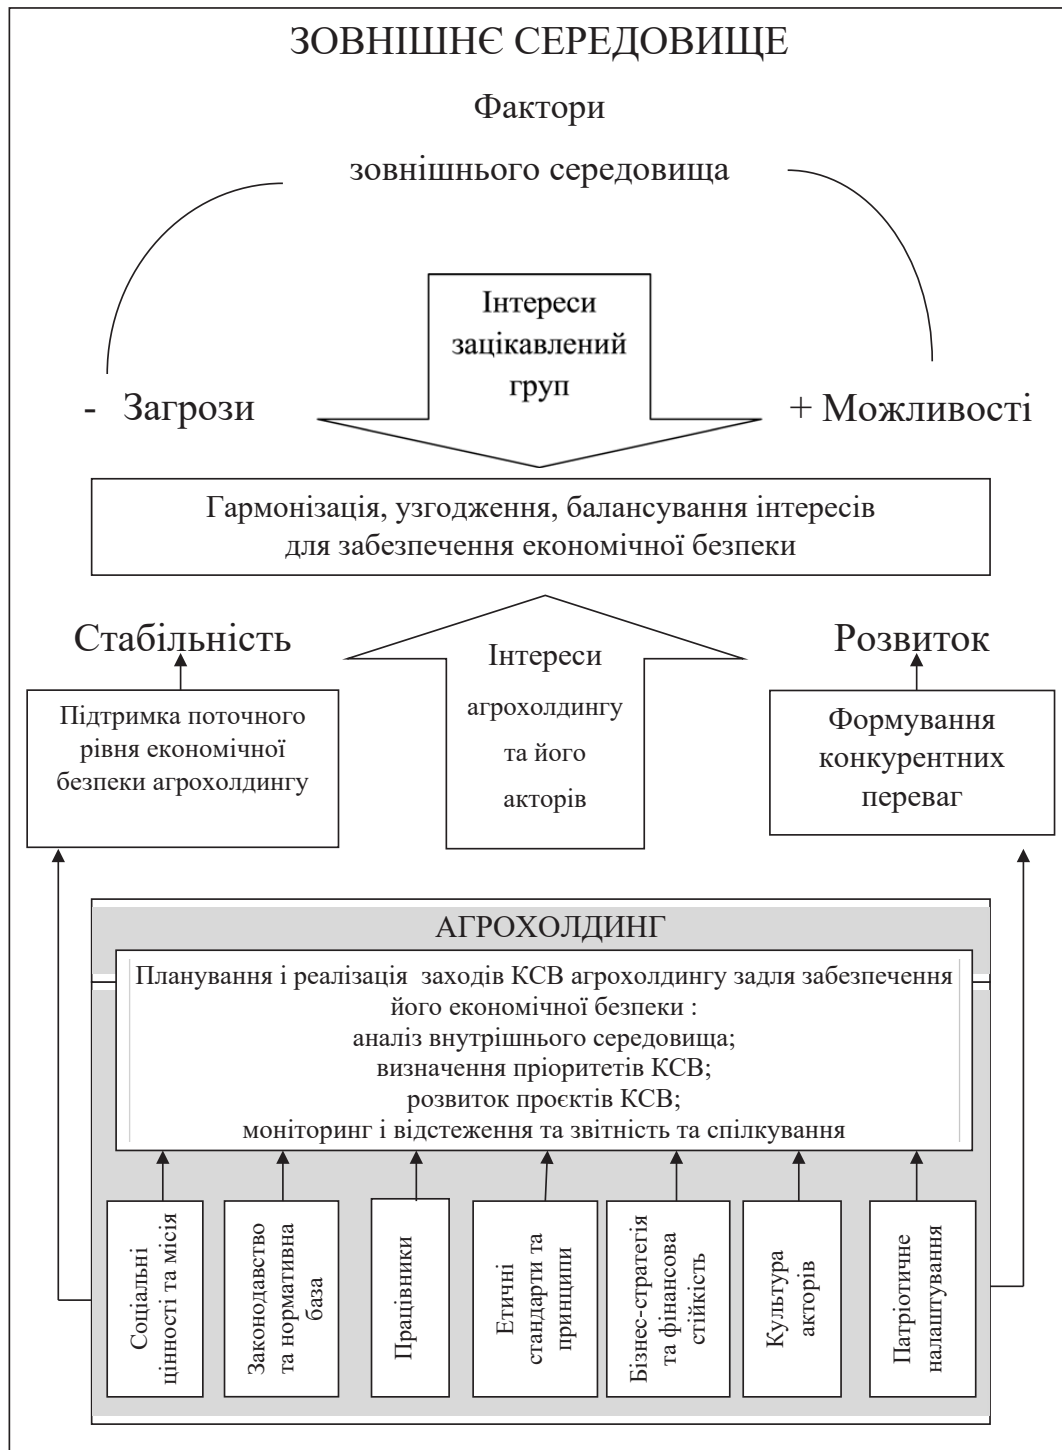 ЗОВНІШНЄ СЕРЕДОВИЩЕ
Фактори
зовнішнього середовища
Інтереси
зацікавлений
груп
- Загрози
+ Можливості
Гармонізація, узгодження, балансування інтересів
для забезпечення економічної безпеки
Стабільність
Розвиток
Підтримка поточного
рівня економічної
безпеки агрохолдингу
Інтереси
агрохолдингу
та його
акторів
Формування
конкурентних
переваг
АГРОХОЛДИНГ
Планування і реалізація заходів КСВ агрохолдингу задля забезпечення
його економічної безпеки :
аналіз внутрішнього середовища;
визначення пріоритетів КСВ;
розвиток проєктів КСВ;
моніторинг і відстеження та звітність та спілкування
Соціальні
цінності та місія
Законодавство
та нормативна
база
Працівники
Етичні
стандарти та
принципи
Бізнес-стратегія
та фінансова
стійкість
Культура
акторів
Патріотичне
налаштування